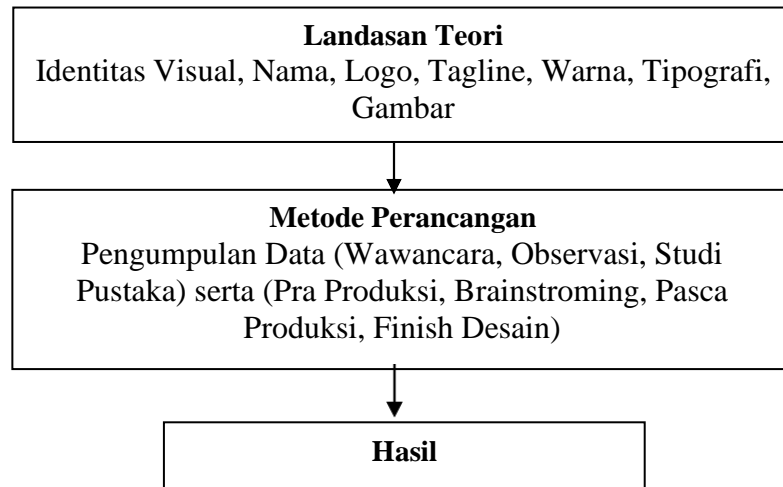 Landasan Teori
Identitas Visual, Nama, Logo, Tagline, Warna, Tipografi,
Gambar
Metode Perancangan
Pengumpulan Data (Wawancara, Observasi, Studi
Pustaka) serta (Pra Produksi, Brainstroming, Pasca
Produksi, Finish Desain)
Hasil